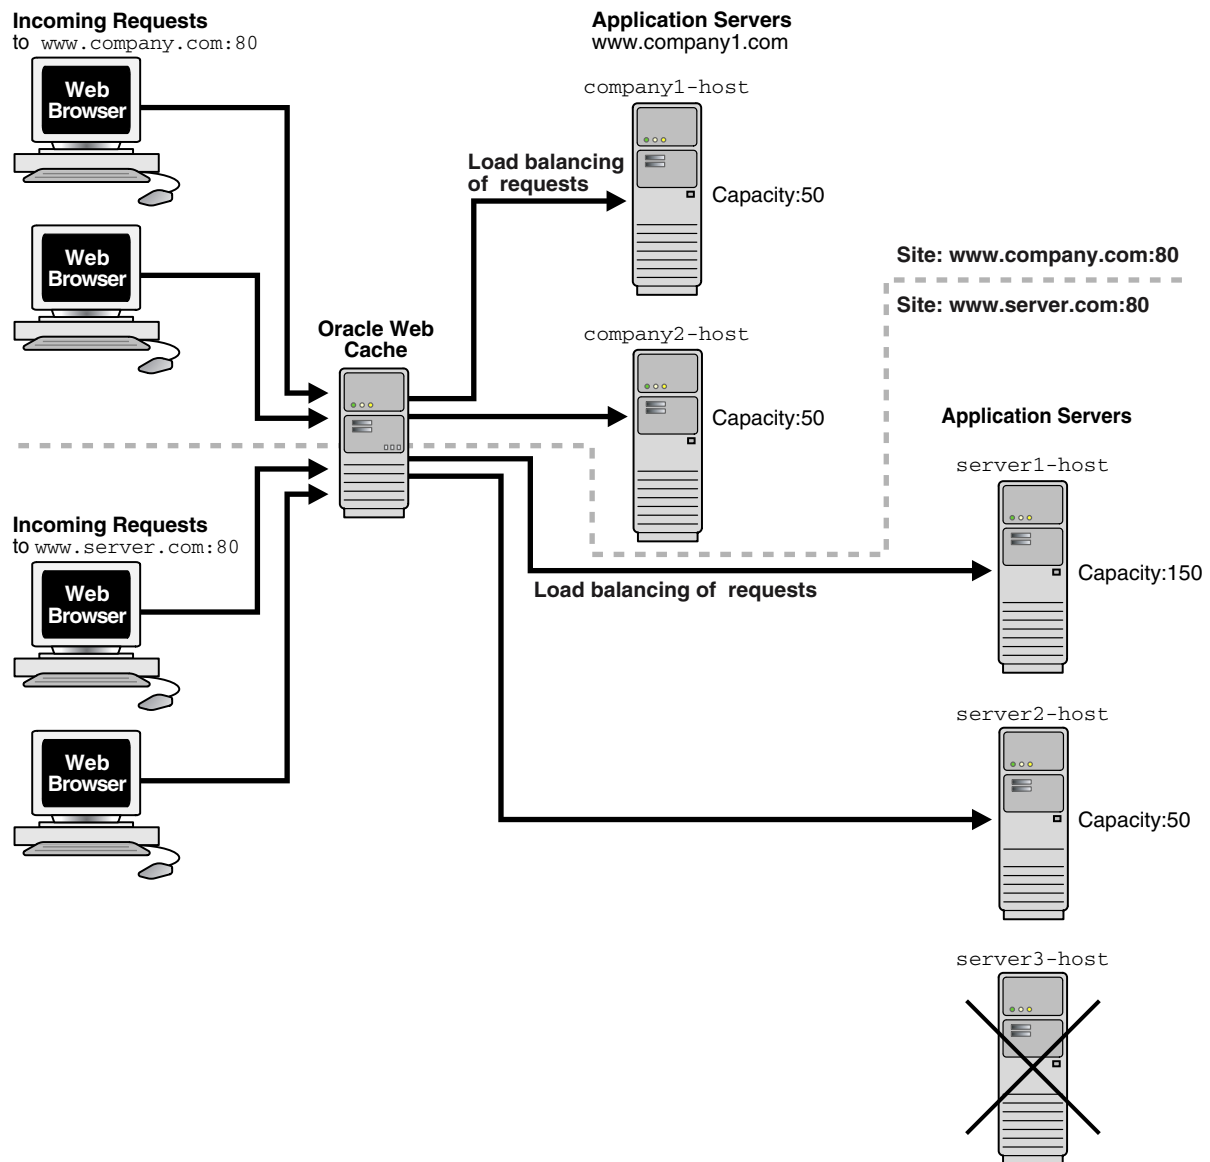 Incoming Requests
to www.company.com:80
Web
Browser
Web
Browser
Application Servers
www.company1.com
company1-host
Load balancing
of requests
Capacity:50
Site: www.company.com:80
Site: www.server.com:80
Oracle Web
Cache
company2-host
Capacity:50
Application Servers
server1-host
Capacity:150
Incoming Requests
to www.server.com:80
Web
Browser
Web
Browser
Load balancing of requests
server2-host
Capacity:50
server3-host